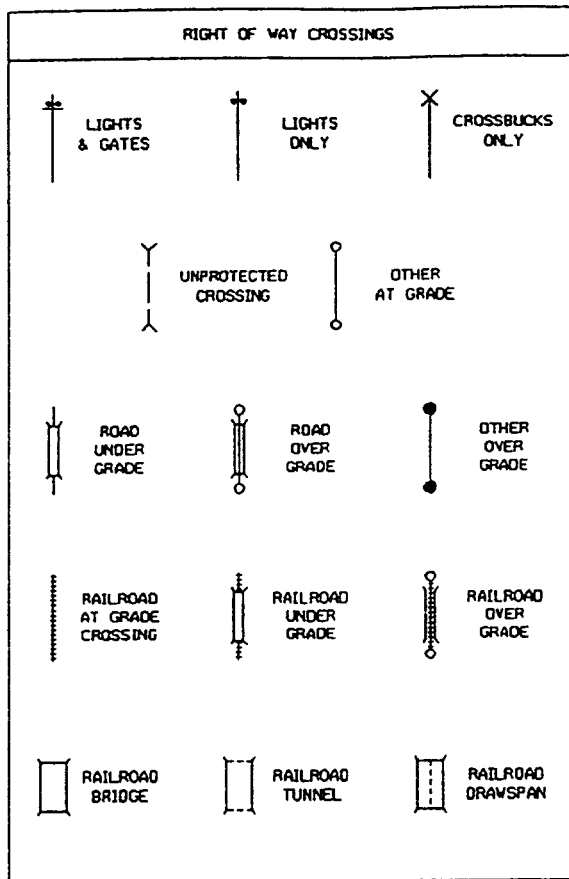 RIGHT OF WAY CROSSINGS
LIGHTS
& GATES
LIGHTS
ONLY
CROSSBUCKS
ONLY
UNPROTECTED
CROSSING
OTHER
AT GRADE
ROAD
UNDER
GRADE
ROAD
OVER
GRADE
OTHER
OVER
GRADE
RAILROAD
AT GRADE
CROSSING
RAILROAD
UNDER
GRADE
RAILROAD
OVER
GRADE
RAILROAD
BRIDGE
RAILROAD
TUNNEL
RAILROAD
DRAWSPAN